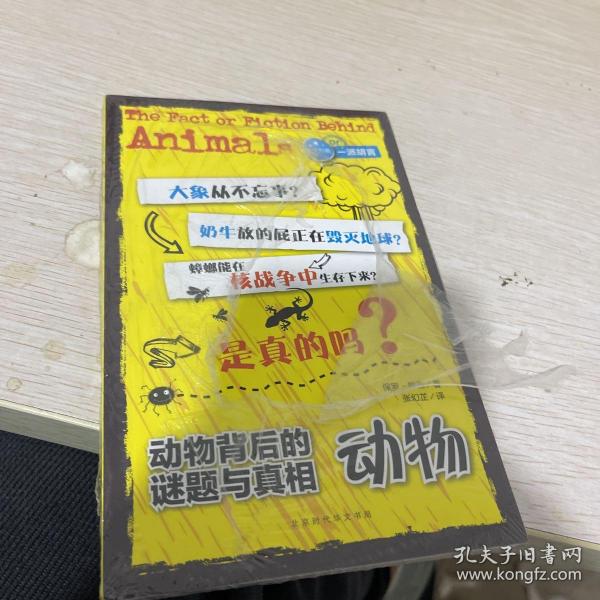 The Fact or Fiction Behind
Animals
or
一派胡言
大象从不忘事？
奶牛放的屁正在毁灭地球？
蟑螂能在
核战争中生存下来？
是真的吗？
张幻正／译
动物背后的
谜题与真相
动物
北京时代华文书局
孔夫子旧书网
www.kongfz.com